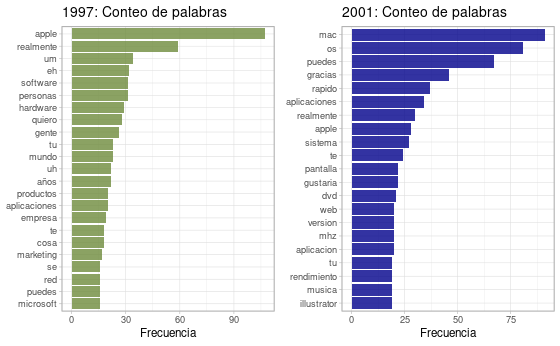 1997: Conteo de palabras
apple
realmente
um
eh
software
personas
hardware
quiero
gente
tu
mundo
uh
años
productos
aplicaciones
empresa
te
cosa
marketing
se
red
puedes
microsoft
0 30 60 90
Frecuencia
2001: Conteo de palabras
mac
os
puedes
gracias
rapido
aplicaciones
realmente
apple
sistema
te
pantalla
gustaria
dvd
web
version
mhz
aplicacion
tu
rendimiento
musica
illustrator
0 25 50 75
Frecuencia